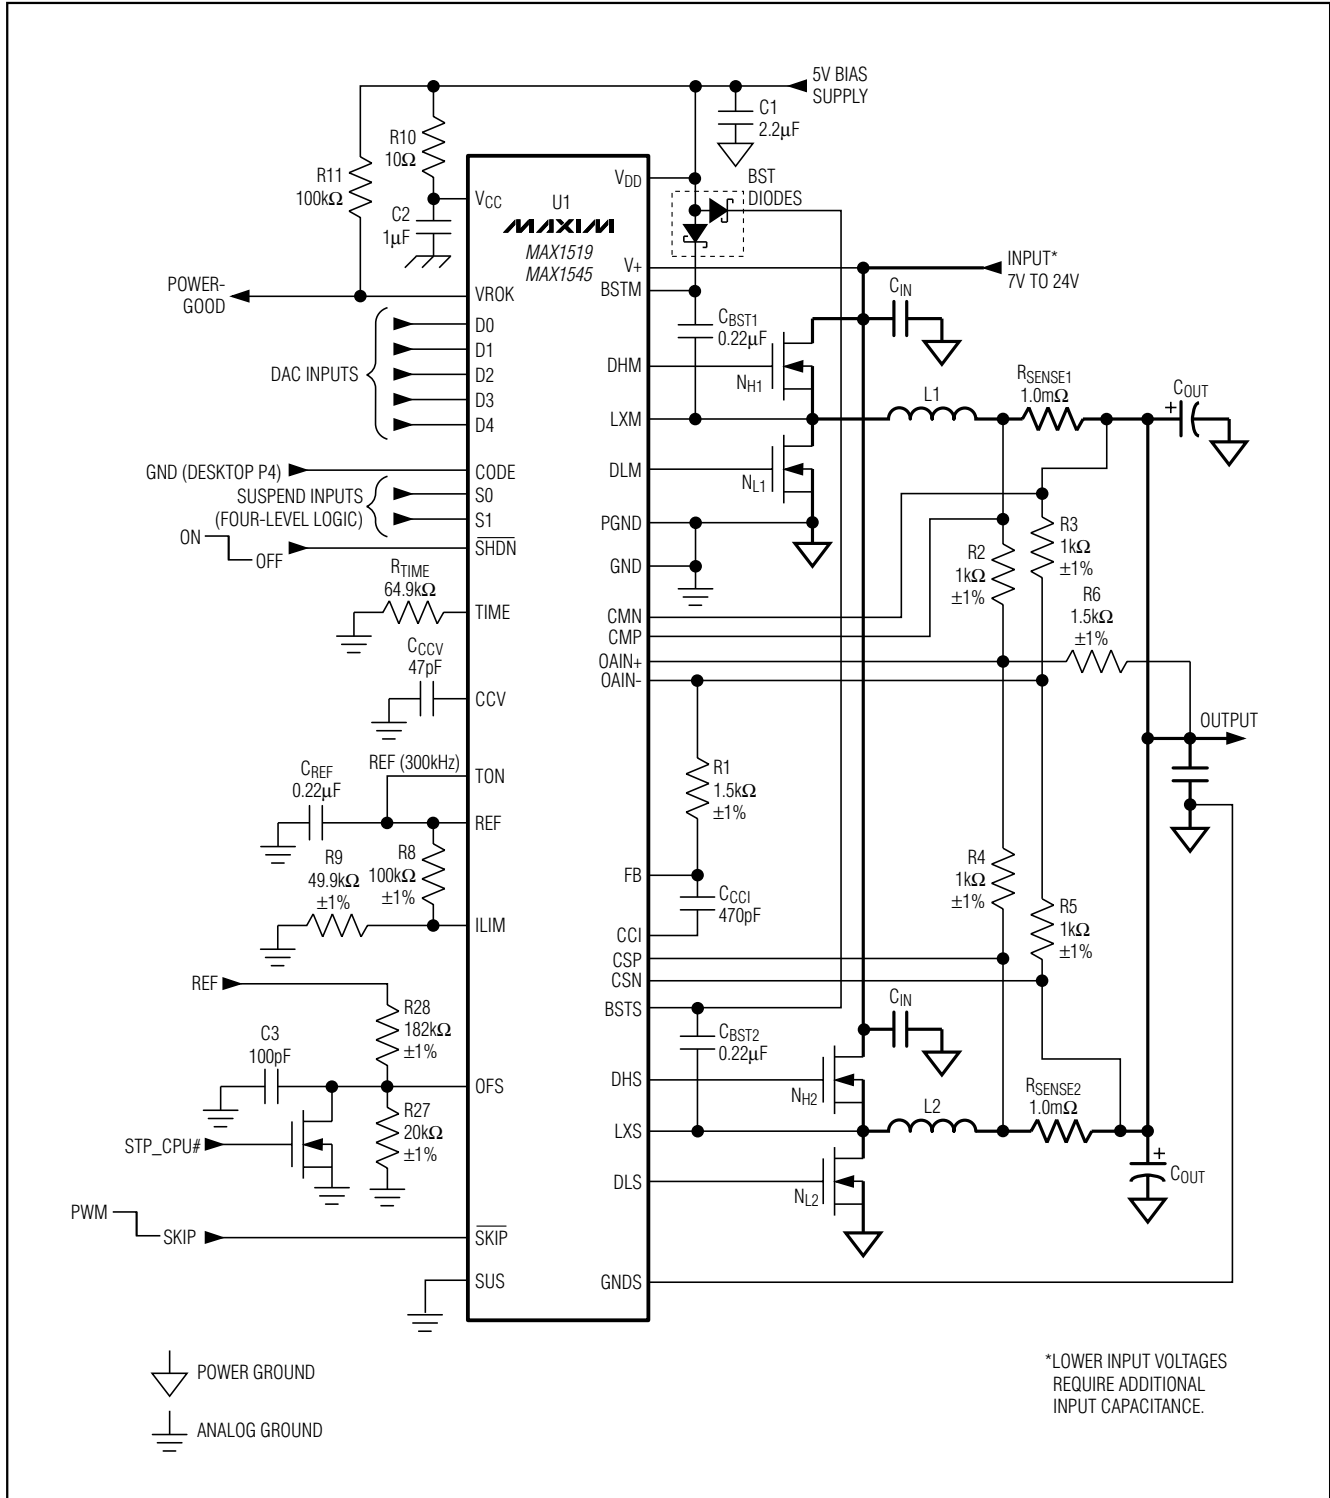 5V BIAS
SUPPLY
C1
2.2µF
R10
10Ω
R11
100kΩ
C2
1µF
POWER-
GOOD
DAC INPUTS
GND (DESKTOP P4)
SUSPEND INPUTS
(FOUR-LEVEL LOGIC)
ON
OFF
RTIME
64.9kΩ
CCCV
47pF
REF (300kHz)
CREF
0.22µF
R9
49.9kΩ
±1%
R8
100kΩ
±1%
REF
R28
182kΩ
±1%
C3
100pF
R27
20kΩ
±1%
STP_CPU#
PWM
SKIP
U1
MAXIM
MAX1519
MAX1545
VCC
VROK
D0
D1
D2
D3
D4
CODE
S0
S1
SHDN
TIME
CCV
TON
REF
ILIM
OFS
SKIP
SUS
VDD
V+
BSTM
DHM
LXM
DLM
PGND
GND
CMN
CMP
OAIN+
OAIN-
FB
CCI
CSP
CSN
BSTS
DHS
LXS
DLS
GNDS
BST
DIODES
INPUT*
7V TO 24V
CIN
CBST1
0.22µF
NH1
L1
RSENSE1
1.0mΩ
COUT
+
NL1
R2
1kΩ
±1%
R3
1kΩ
±1%
R6
1.5kΩ
±1%
OUTPUT
R1
1.5kΩ
±1%
CCCI
470pF
R4
1kΩ
±1%
R5
1kΩ
±1%
CIN
CBST2
0.22µF
NH2
L2
RSENSE2
1.0mΩ
NL2
+
COUT
POWER GROUND
ANALOG GROUND
*LOWER INPUT VOLTAGES
REQUIRE ADDITIONAL
INPUT CAPACITANCE.